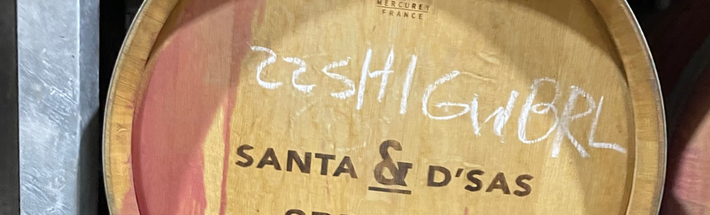 MERCUREY
FRANCE
22SHIGWBRL
SANTA & D'SAS